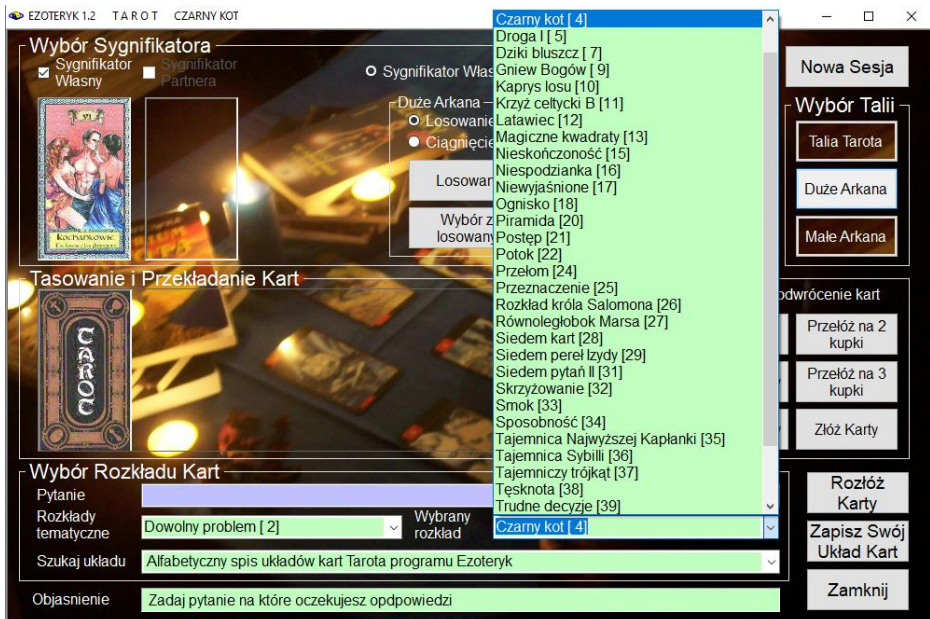 EZOTERYK 1.2 T A R O T CZARNY KOT
Wybór Sygnifikatora
Sygnifikator Własny
Sygnifikator Partnera
Sygnifikator Włas
Duże Arkana
Losowanie
Ciągnięcie
Losowan
Wybór z
losowany
VI
KOCHANKOWIE
Nowa Sesja
Wybór Talii
Talia Tarota
Duże Arkana
Małe Arkana
Czarny kot [ 4]
Droga I [ 5]
Dziki bluszcz [ 7]
Gniew Bogów [ 9]
Kaprys losu [10]
Krzyż celtycki B [11]
Latawiec [12]
Magiczne kwadraty [13]
Nieskończoność [15]
Niespodzianka [16]
Niewyjaśnione [17]
Ognisko [18]
Piramida [20]
Postęp [21]
Potok [22]
Przełom [24]
Przeznaczenie [25]
Rozkład króla Salomona [26]
Równoległobok Marsa [27]
Siedem kart [28]
Siedem pereł Izydy [29]
Siedem pytań II [31]
Skrzyżowanie [32]
Smok [33]
Sposobność [34]
Tajemnica Najwyższej Kapłanki [35]
Tajemnica Sybilli [36]
Tajemniczy trójkąt [37]
Tęsknota [38]
Trudne decyzje [39]
Tasowanie i Przekładanie Kart
TAROT
odwrócenie kart
Przełóż na 2
kupki
Przełóż na 3
kupki
Złóż Karty
Wybór Rozkładu Kart
Pytanie
Rozkłady
tematyczne
Dowolny problem [ 2]
Wybrany
rozkład
Czarny kot [ 4]
Szukaj układu
Alfabetyczny spis układów kart Tarota programu Ezoteryk
Objasnienie
Zadaj pytanie na które oczekujesz opdpowiedzi
Rozłóż
Karty
Zapisz Swój
Układ Kart
Zamknij